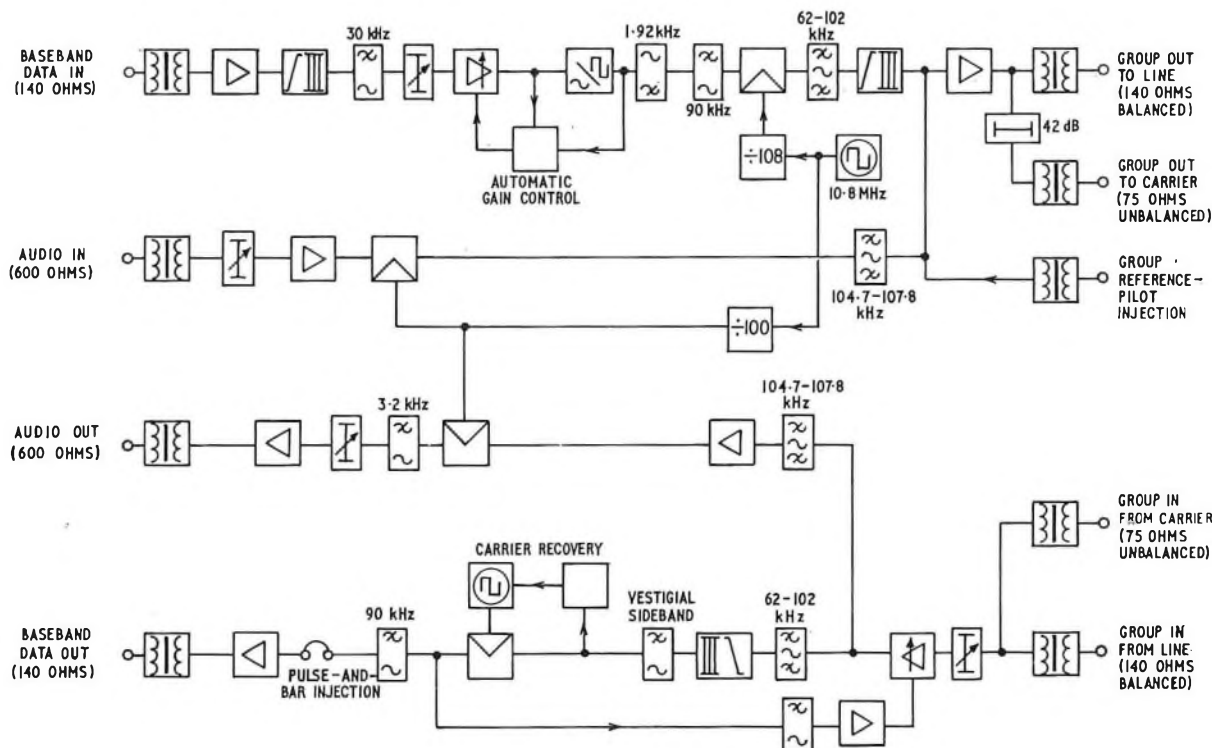 BASEBAND
DATA IN
(140 OHMS)
30 kHz
AUTOMATIC
GAIN CONTROL
1·92 kHz
90 kHz
62-102
kHz
÷108
10·8 MHz
GROUP OUT
TO LINE
(140 OHMS
BALANCED)
42 dB
GROUP OUT
TO CARRIER
(75 OHMS
UNBALANCED)
AUDIO IN
(600 OHMS)
104.7-107.8
kHz
GROUP
REFERENCE-
PILOT
INJECTION
÷100
AUDIO OUT
(600 OHMS)
3·2 kHz
104.7-107.8
kHz
GROUP IN
FROM CARRIER
(75 OHMS
UNBALANCED)
CARRIER RECOVERY
BASEBAND
DATA OUT
(140 OHMS)
PULSE-AND-
BAR INJECTION
90 kHz
VESTIGIAL
SIDEBAND
62-102
kHz
GROUP IN
FROM LINE
(140 OHMS
BALANCED)